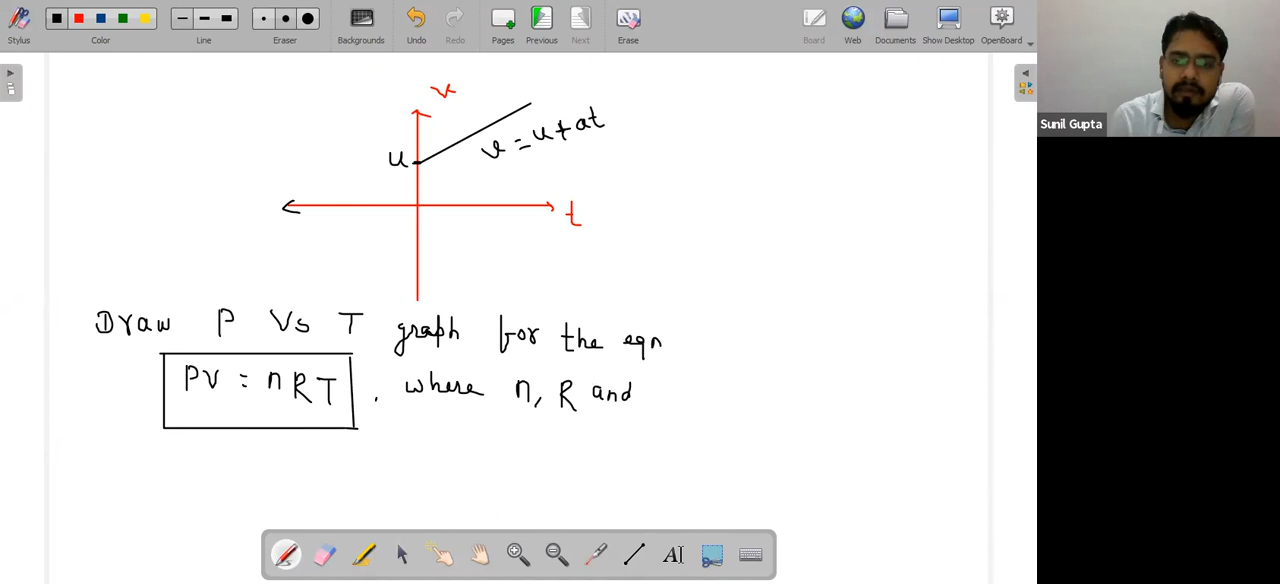 Stylus
Color
Line
Eraser
Backgrounds
Undo
Redo
Pages
Previous
Next
Erase
Board
Web
Documents
Show Desktop
OpenBoard
Sunil Gupta
v
u
v = u + at
t
Draw P Vs T graph for the eqn
PV = nRT , where n, R and
AI